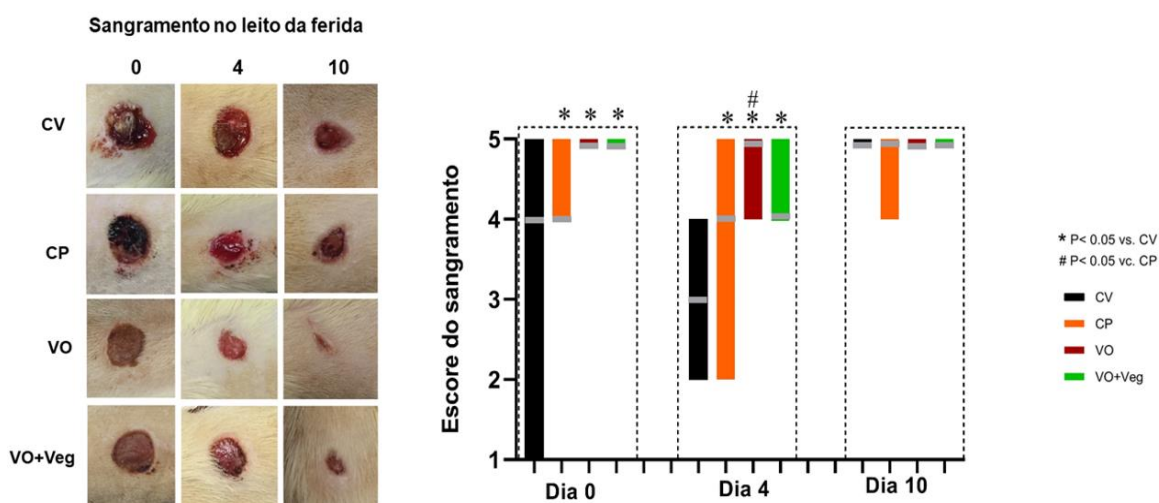 Sangramento no leito da ferida
0 4 10
CV
CP
VO
VO+Veg
Escore do sangramento
5
4
3
2
1
* * *
#
* * *
Dia 0 Dia 4 Dia 10
* P< 0.05 vs. CV
# P< 0.05 vc. CP
CV
CP
VO
VO+Veg